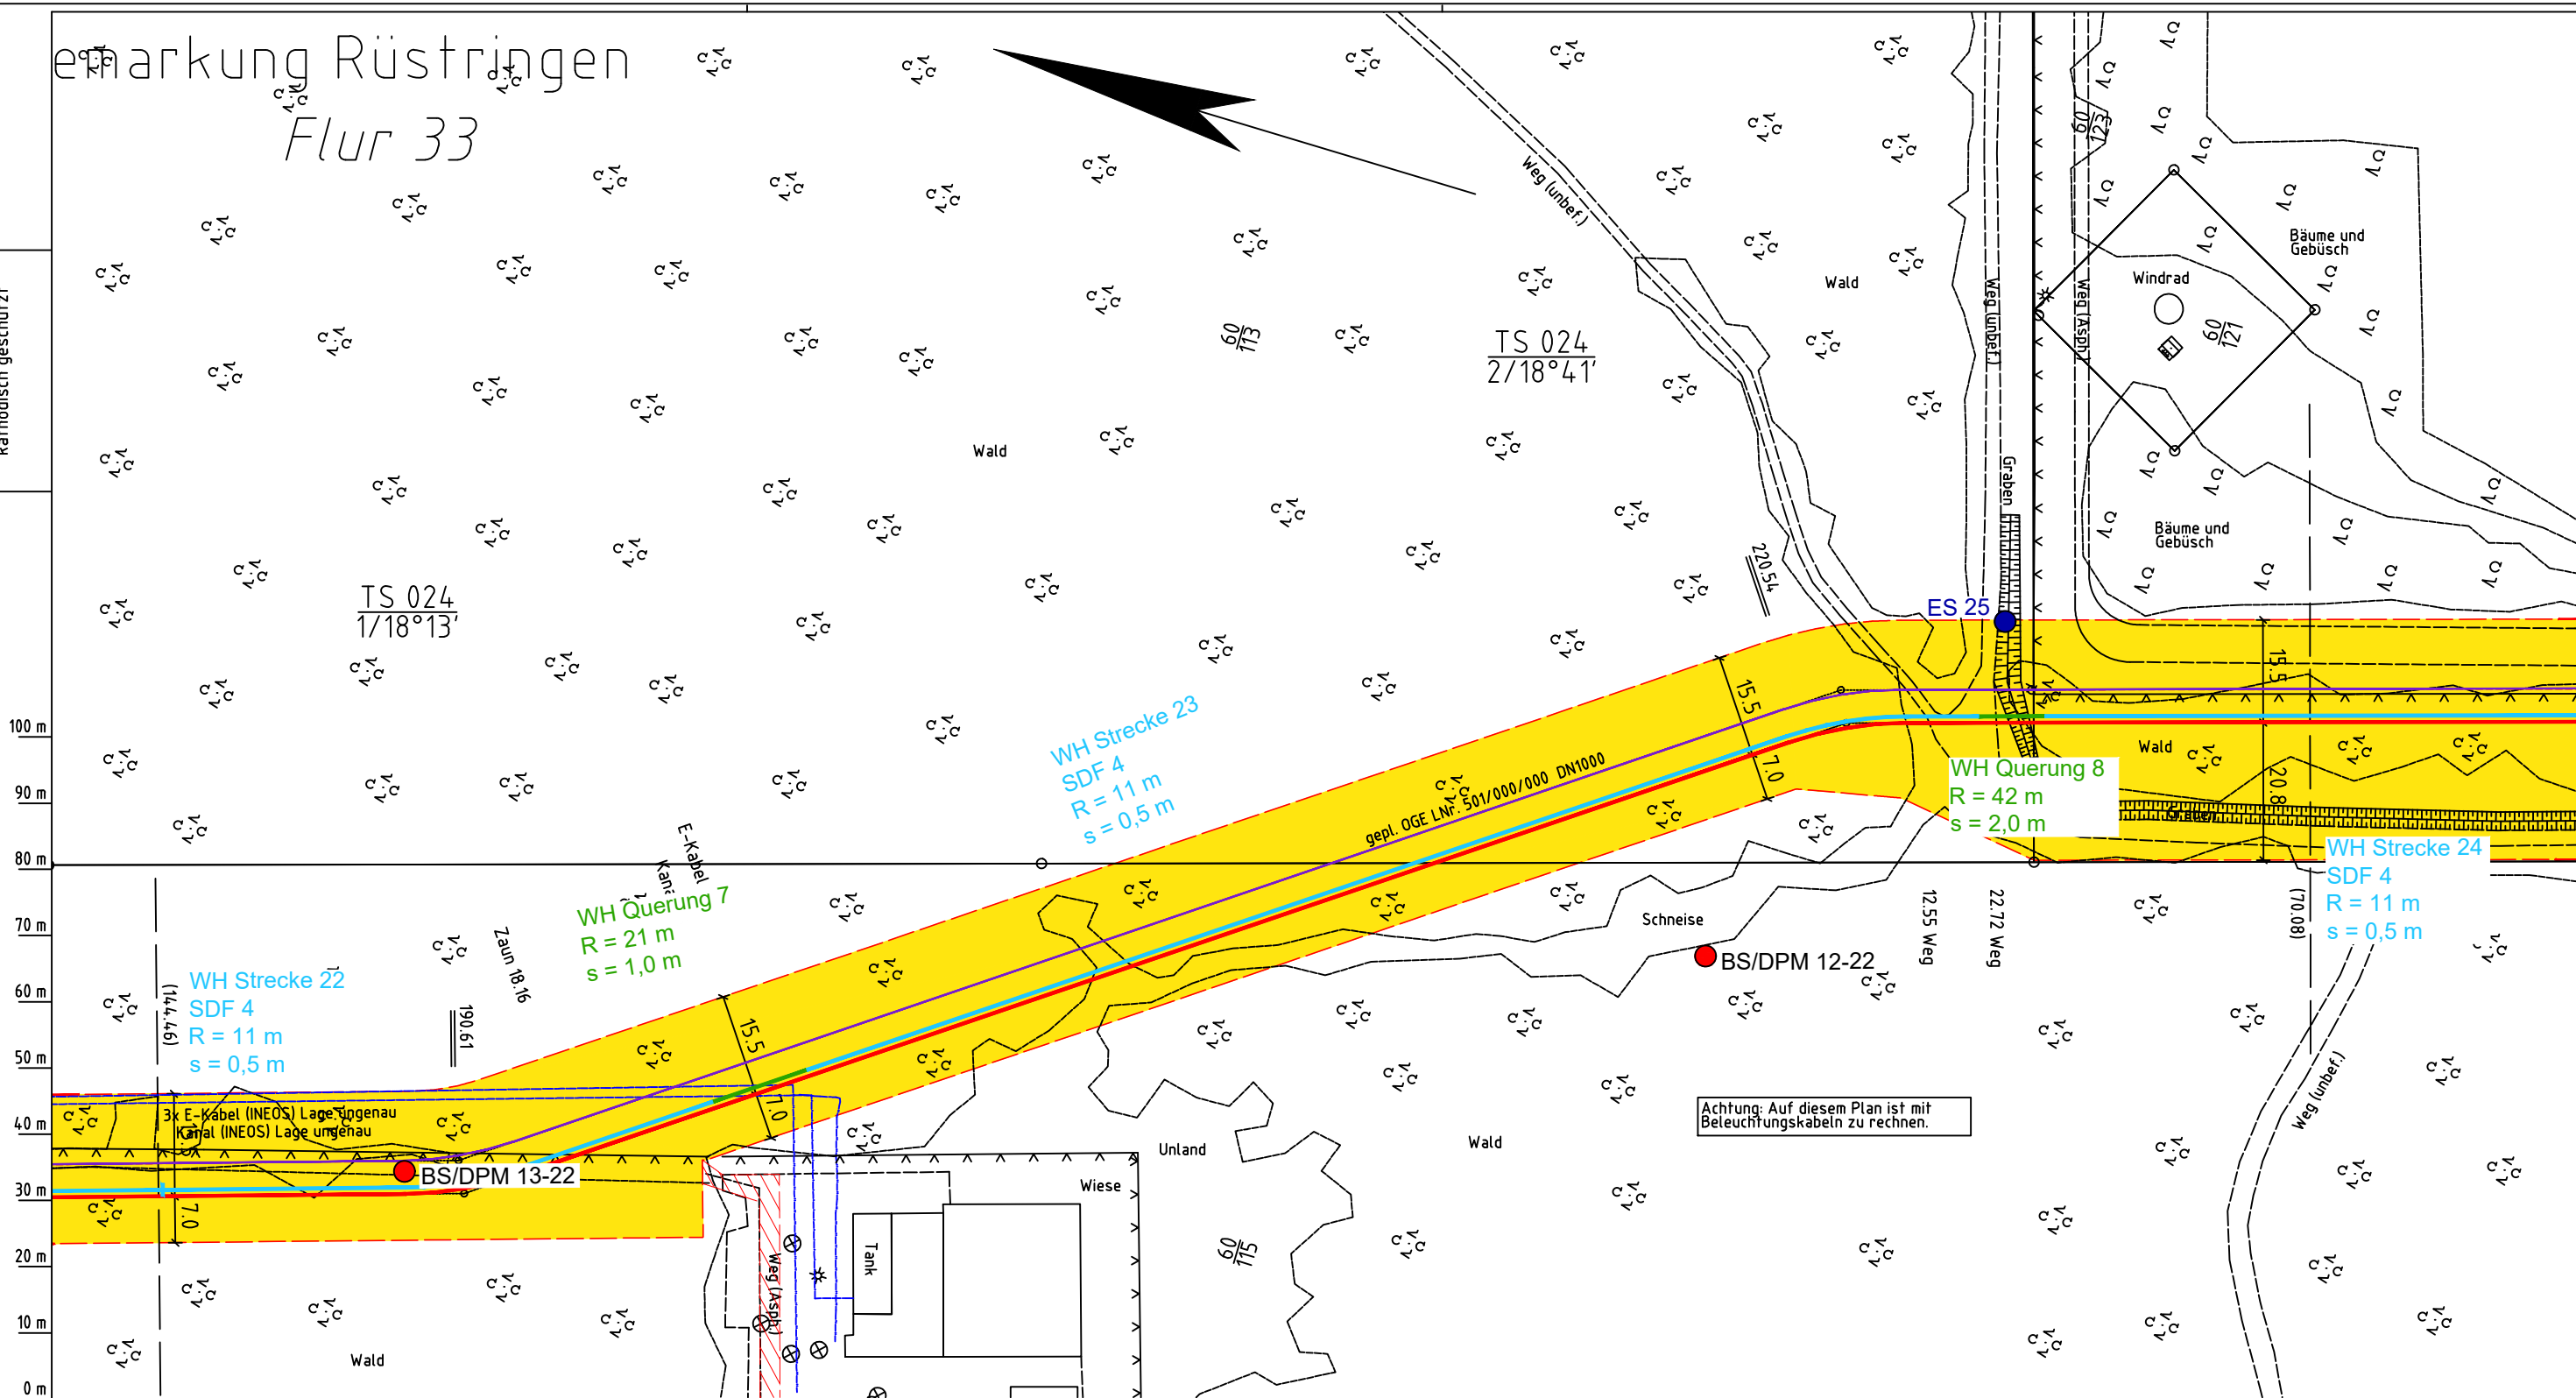 emarkung Rüstringen
Flur 33
Kathodisch geschützt
TS 024
1/18°13'
TS 024
2/18°41'
60
113
60
123
60
121
60
115
Wald
Wald
Wald
Wald
Wald
Weg (unbef.)
Weg (unbef.)
Weg (Asph.)
Graben
Windrad
Bäume und
Gebüsch
Bäume und
Gebüsch
220.54
ES 25
15.5
20.8
15.5
7.0
WH Strecke 23
SDF 4
R = 11 m
s = 0,5 m
gepl. OGE LNr. 501/000/000 DN1000
WH Querung 8
R = 42 m
s = 2,0 m
Graben
WH Strecke 24
SDF 4
R = 11 m
s = 0,5 m
(70.08)
12.55 Weg
22.72 Weg
Schneise
BS/DPM 12-22
E-Kabel
WH Querung 7
R = 21 m
s = 1,0 m
Zaun 18.16
190.61
(144.46)
WH Strecke 22
SDF 4
R = 11 m
s = 0,5 m
15.5
7.0
3x E-Kabel (INEOS) Lage ungenau
Kanal (INEOS) Lage ungenau
7.0
BS/DPM 13-22
Achtung: Auf diesem Plan ist mit
Beleuchtungskabeln zu rechnen.
Unland
Wiese
Tank
Weg (Asph.)
Weg (unbef.)
100 m
90 m
80 m
70 m
60 m
50 m
40 m
30 m
20 m
10 m
0 m